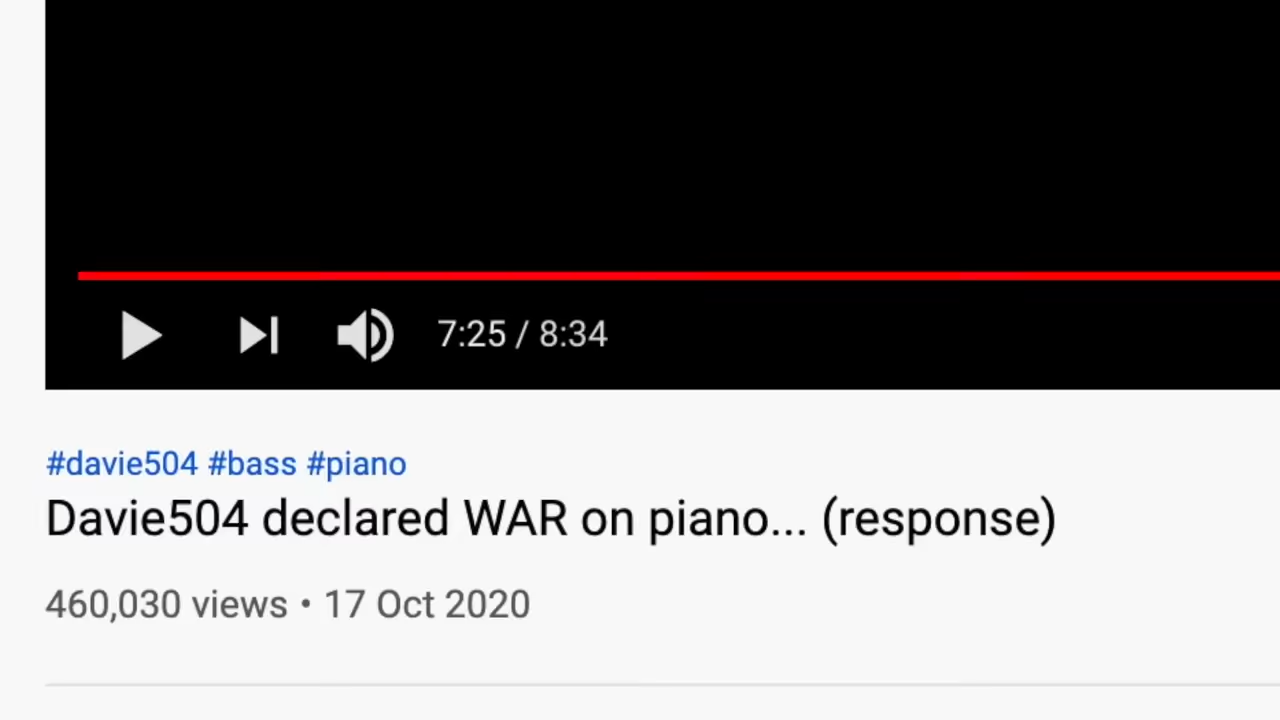 7:25 / 8:34
#davie504 #bass #piano
Davie504 declared WAR on piano... (response)
460,030 views • 17 Oct 2020